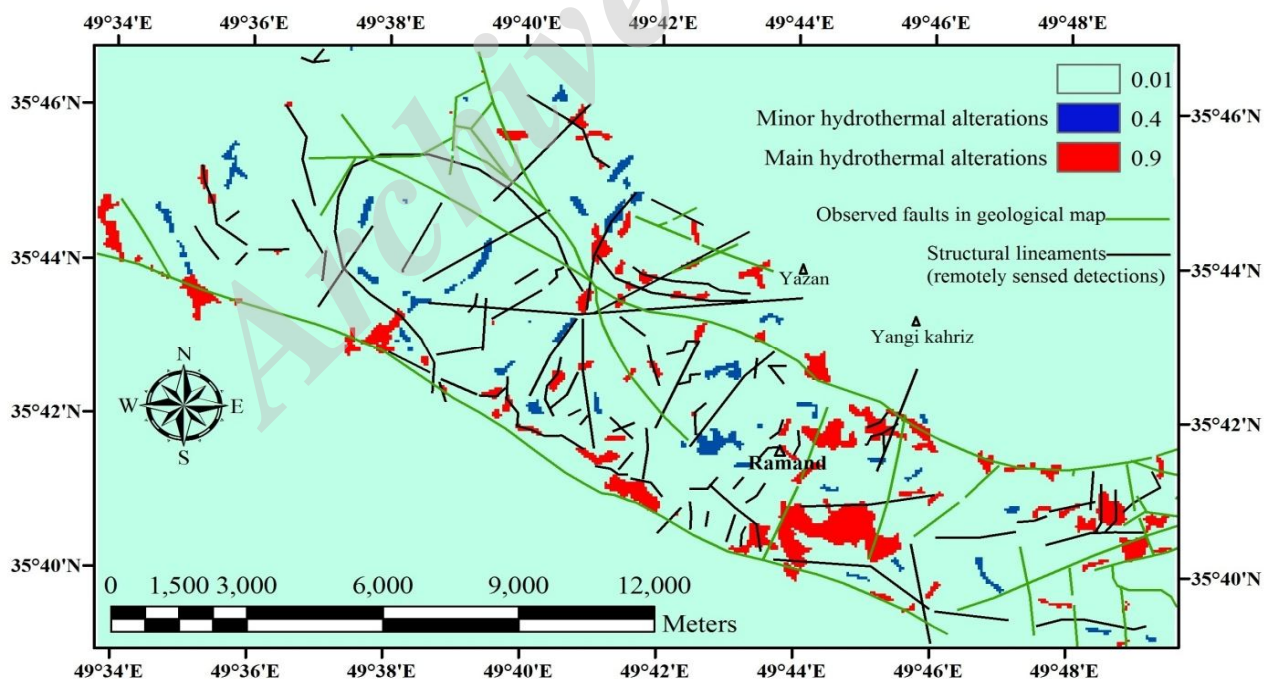 49°34'E 49°36'E 49°38'E 49°40'E 49°42'E 49°44'E 49°46'E 49°48'E
35°46'N 35°46'N
0.01
Minor hydrothermal alterations 0.4
Main hydrothermal alterations 0.9
Observed faults in geological map
Structural lineaments
(remotely sensed detections)
35°44'N 35°44'N
Yazan
Yangi kahriz
N
W E
S
35°42'N 35°42'N
Ramand
35°40'N 35°40'N
0 1,500 3,000 6,000 9,000 12,000
Meters
49°34'E 49°36'E 49°38'E 49°40'E 49°42'E 49°44'E 49°46'E 49°48'E
Archive